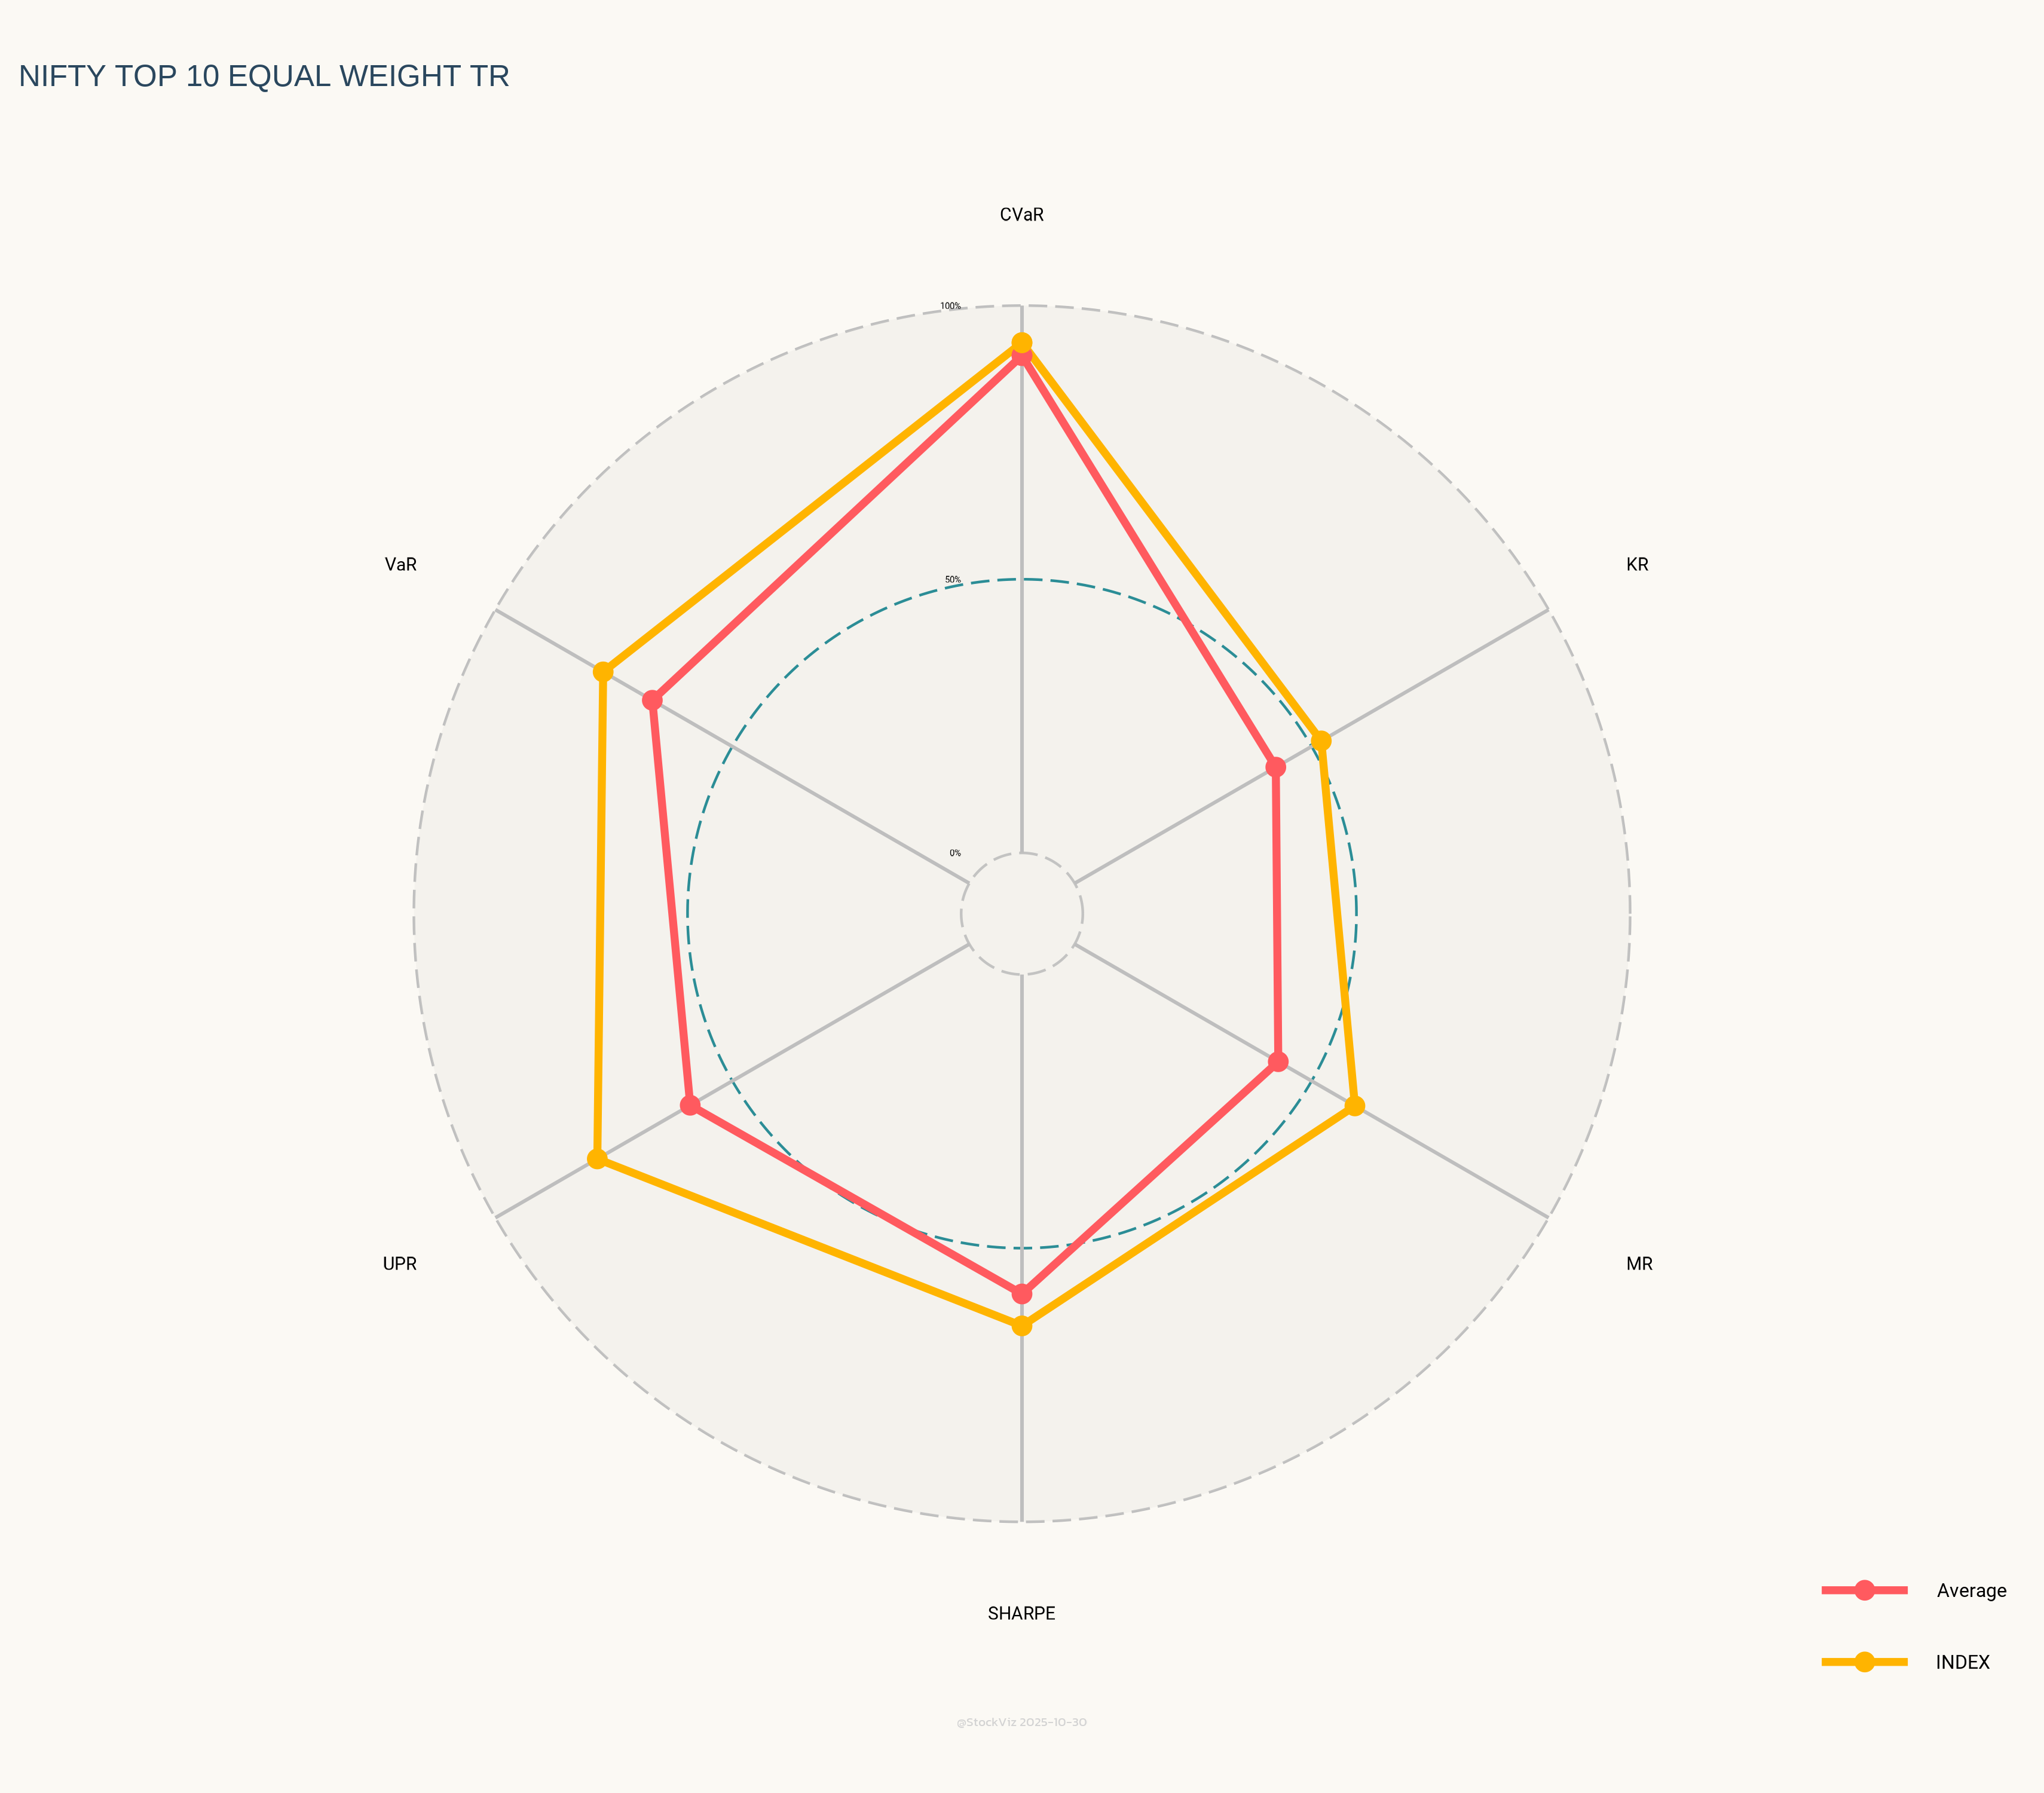 NIFTY TOP 10 EQUAL WEIGHT TR
CVaR
100%
VaR
KR
50%
0%
UPR
MR
SHARPE
Average
INDEX
@StockViz 2025-10-30